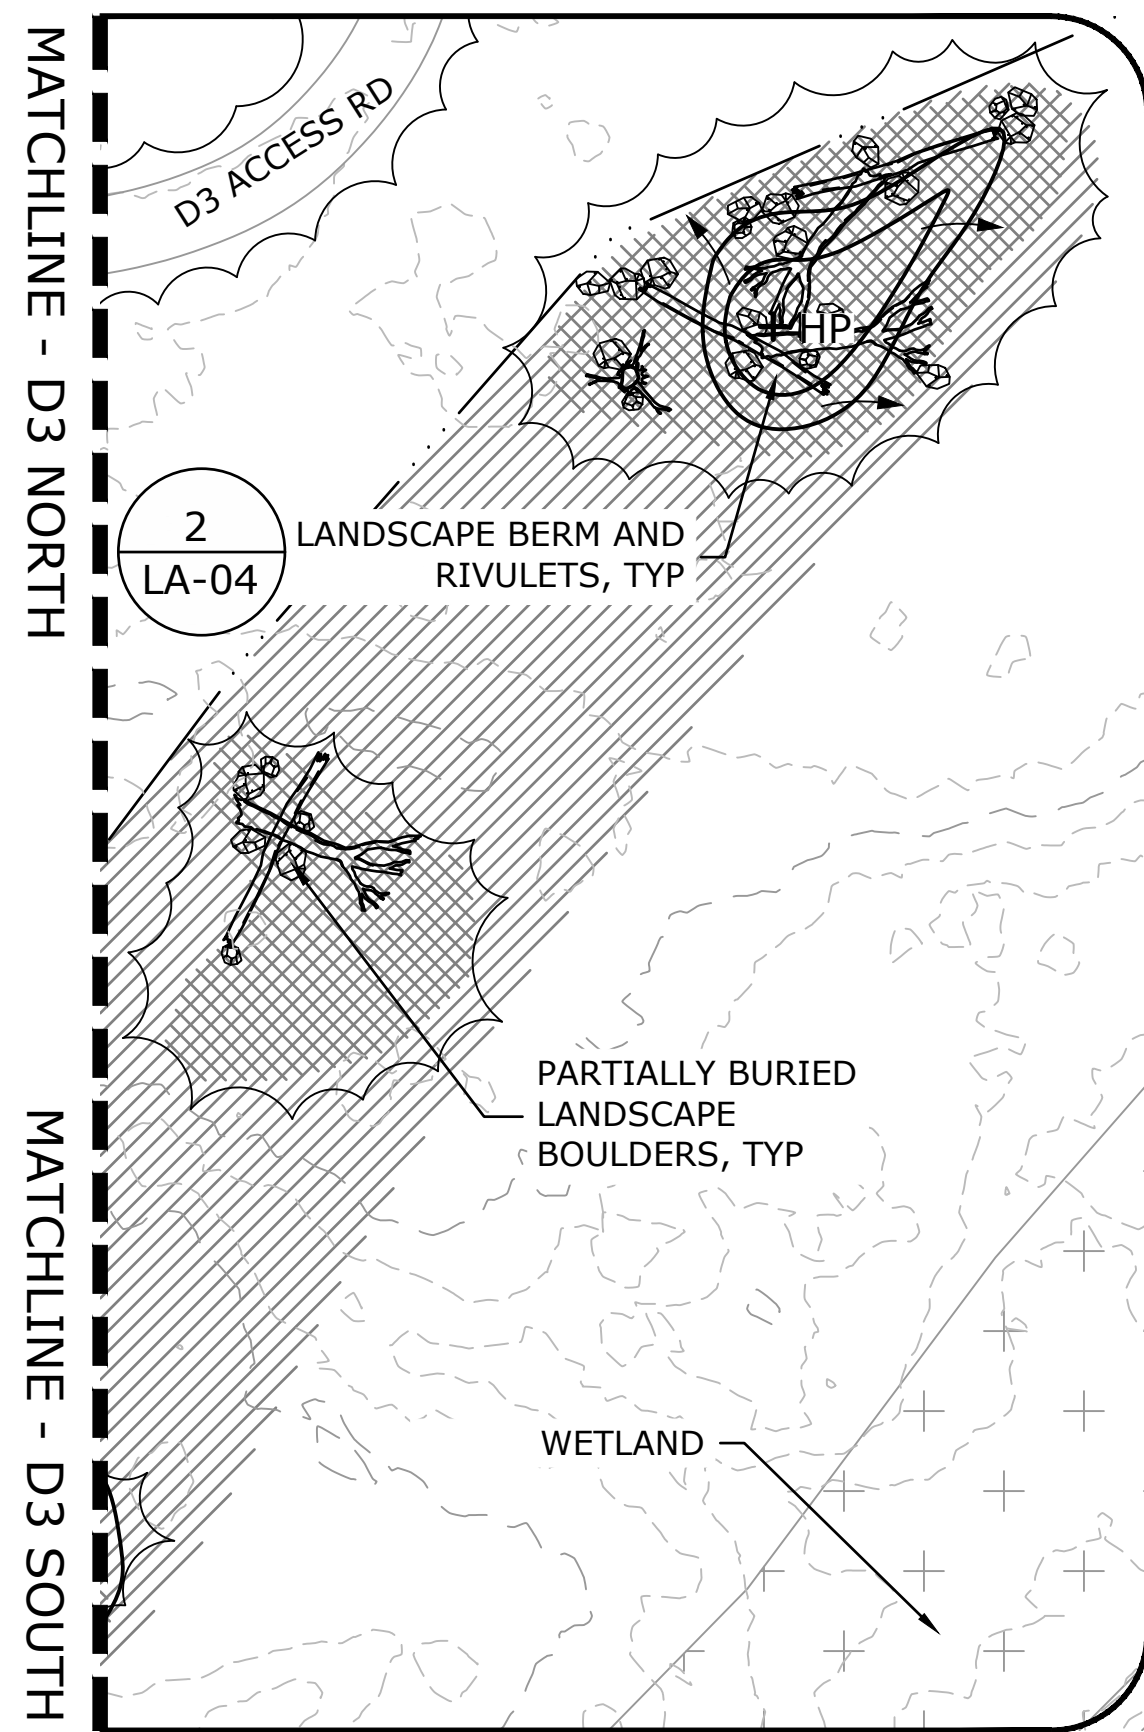 MATCHLINE - D3 NORTH
D3 ACCESS RD
HP
2
LA-04
LANDSCAPE BERM AND
RIVULETS, TYP
PARTIALLY BURIED
LANDSCAPE
BOULDERS, TYP
MATCHLINE - D3 SOUTH
WETLAND